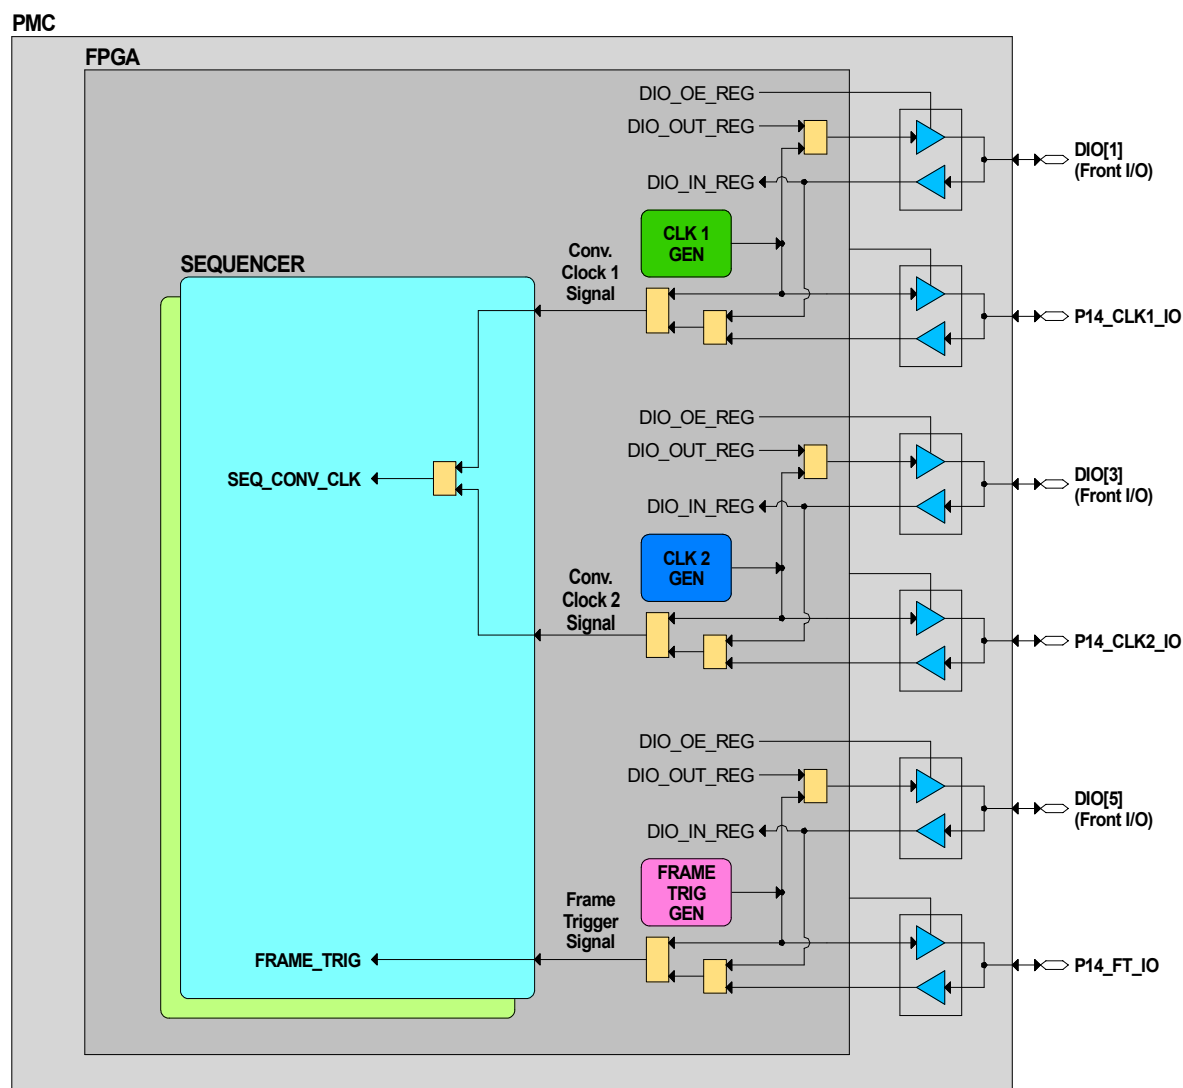 PMC
FPGA
DIO_OE_REG
DIO_OUT_REG
DIO_IN_REG
DIO[1]
(Front I/O)
CLK 1
GEN
Conv.
Clock 1
Signal
SEQUENCER
P14_CLK1_IO
DIO_OE_REG
DIO_OUT_REG
DIO_IN_REG
DIO[3]
(Front I/O)
SEQ_CONV_CLK
CLK 2
GEN
Conv.
Clock 2
Signal
P14_CLK2_IO
DIO_OE_REG
DIO_OUT_REG
DIO_IN_REG
DIO[5]
(Front I/O)
FRAME
TRIG
GEN
Frame
Trigger
Signal
FRAME_TRIG
P14_FT_IO